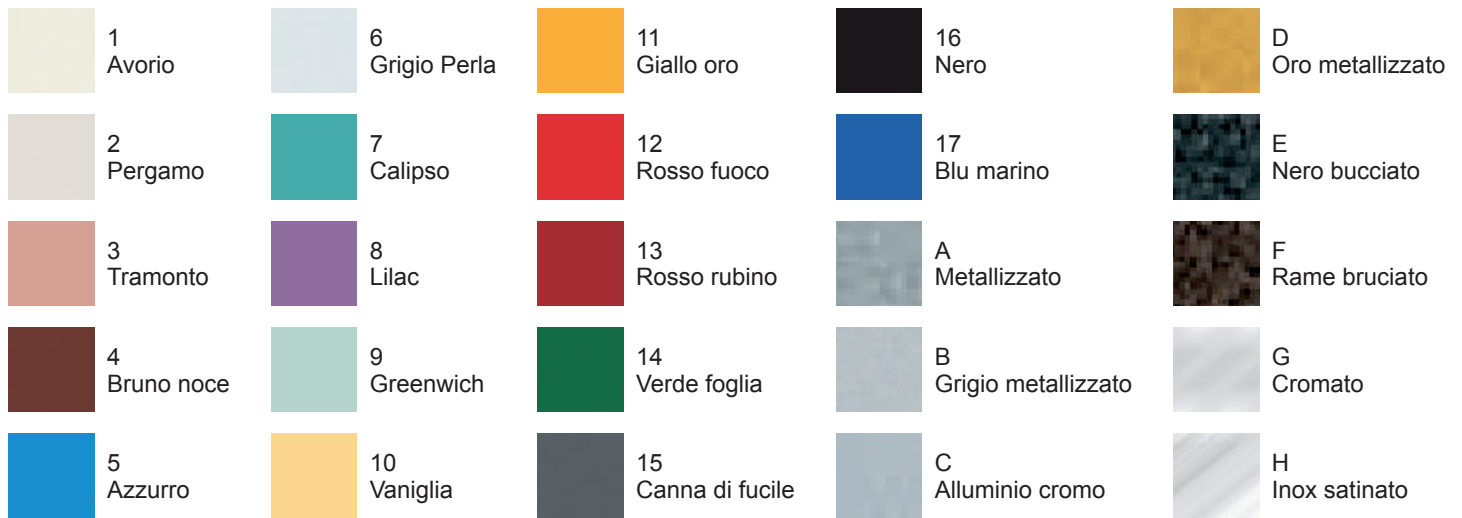 1
Avorio
2
Pergamo
3
Tramonto
4
Bruno noce
5
Azzurro
6
Grigio Perla
7
Calipso
8
Lilac
9
Greenwich
10
Vaniglia
11
Giallo oro
12
Rosso fuoco
13
Rosso rubino
14
Verde foglia
15
Canna di fucile
16
Nero
17
Blu marino
A
Metallizzato
B
Grigio metallizzato
C
Alluminio cromo
D
Oro metallizzato
E
Nero bucciato
F
Rame bruciato
G
Cromato
H
Inox satinato